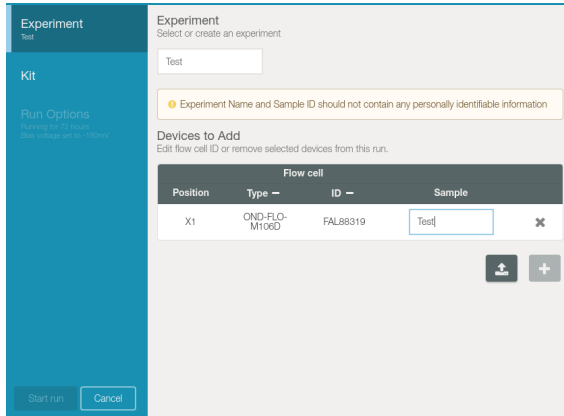 Experiment
Test
Kit
Run Options
Running for 72 hours
Bias voltage set to -180mV
Start run
Cancel
Experiment
Select or create an experiment
Test
Experiment Name and Sample ID should not contain any personally identifiable information
Devices to Add
Edit flow cell ID or remove selected devices from this run.
Flow cell
Position Type ID Sample
X1 OND-FLO-M106D FAL88319 Test